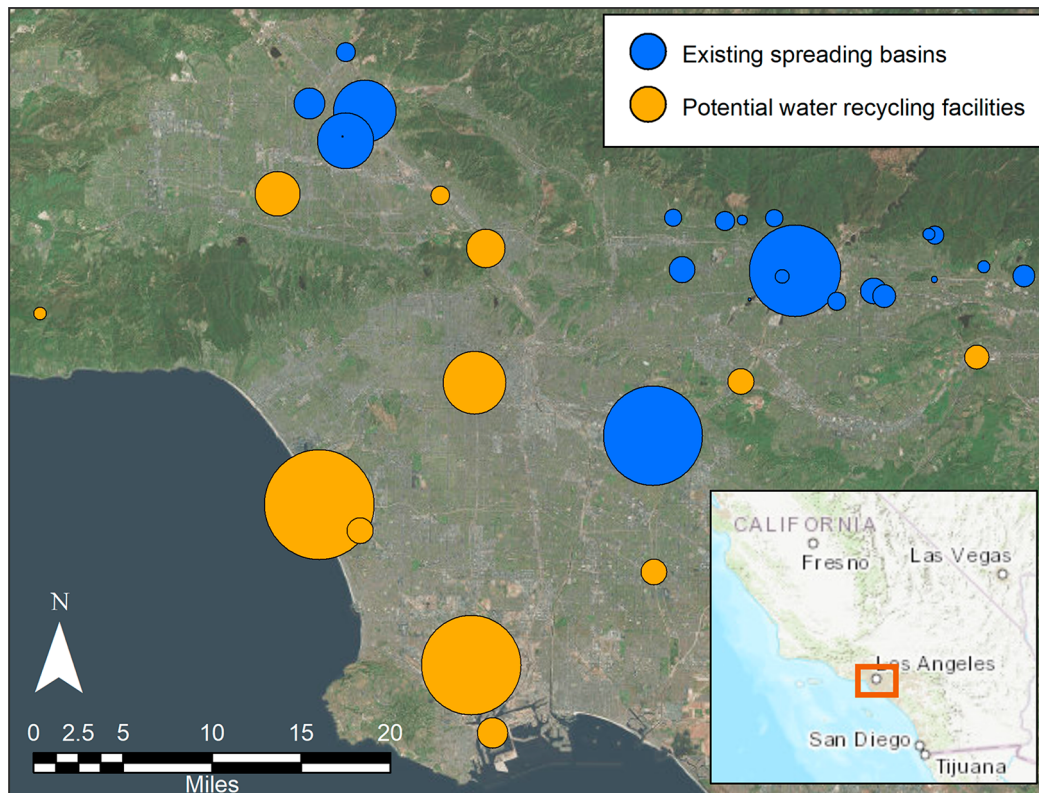 Existing spreading basins
Potential water recycling facilities
N
0 2.5 5 10 15 20
Miles
CALIFORNIA
Fresno
Las Vegas
Los Angeles
San Diego
Tijuana